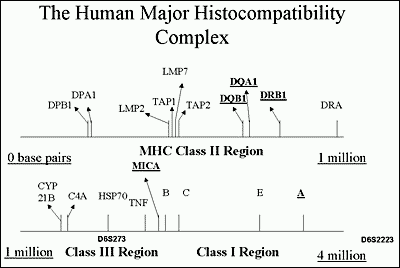 The Human Major Histocompatibility
Complex
LMP7
DPA1
DPB1
LMP2
TAP1
TAP2
DQA1
DQB1
DRB1
DRA
0 base pairs
MHC Class II Region
1 million
MICA
CYP
21B
C4A
HSP70
TNF
B
C
E
A
D6S273
D6S2223
1 million
Class III Region
Class I Region
4 million